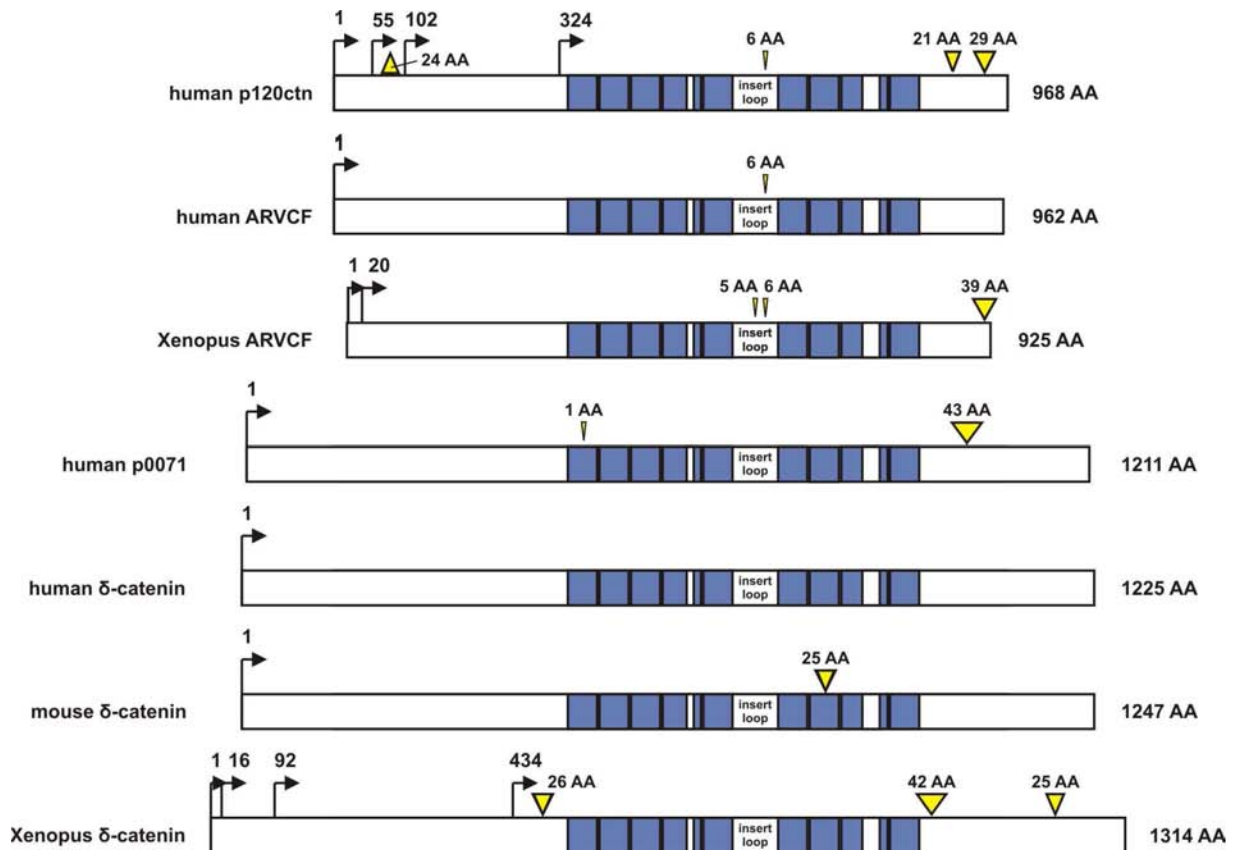 1 55 102 324
24 AA
6 AA
21 AA 29 AA
human p120ctn
insert
loop
968 AA
1
6 AA
human ARVCF
insert
loop
962 AA
1 20
5 AA 6 AA
39 AA
Xenopus ARVCF
insert
loop
925 AA
1
1 AA
43 AA
human p0071
insert
loop
1211 AA
1
human δ-catenin
insert
loop
1225 AA
1
25 AA
mouse δ-catenin
insert
loop
1247 AA
1 16 92 434
26 AA
42 AA
25 AA
Xenopus δ-catenin
insert
loop
1314 AA